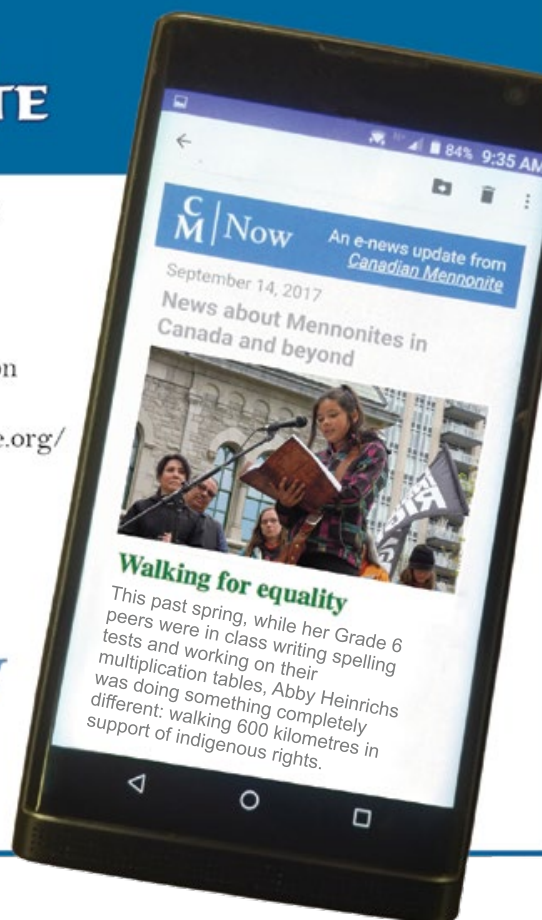 TE
on
e.org/
84% 9:35 AM
CM | Now
An e-news update from
Canadian Mennonite
September 14, 2017
News about Mennonites in
Canada and beyond
Walking for equality
This past spring, while her Grade 6
peers were in class writing spelling
tests and working on their
multiplication tables, Abby Heinrichs
was doing something completely
different: walking 600 kilometres in
support of indigenous rights.